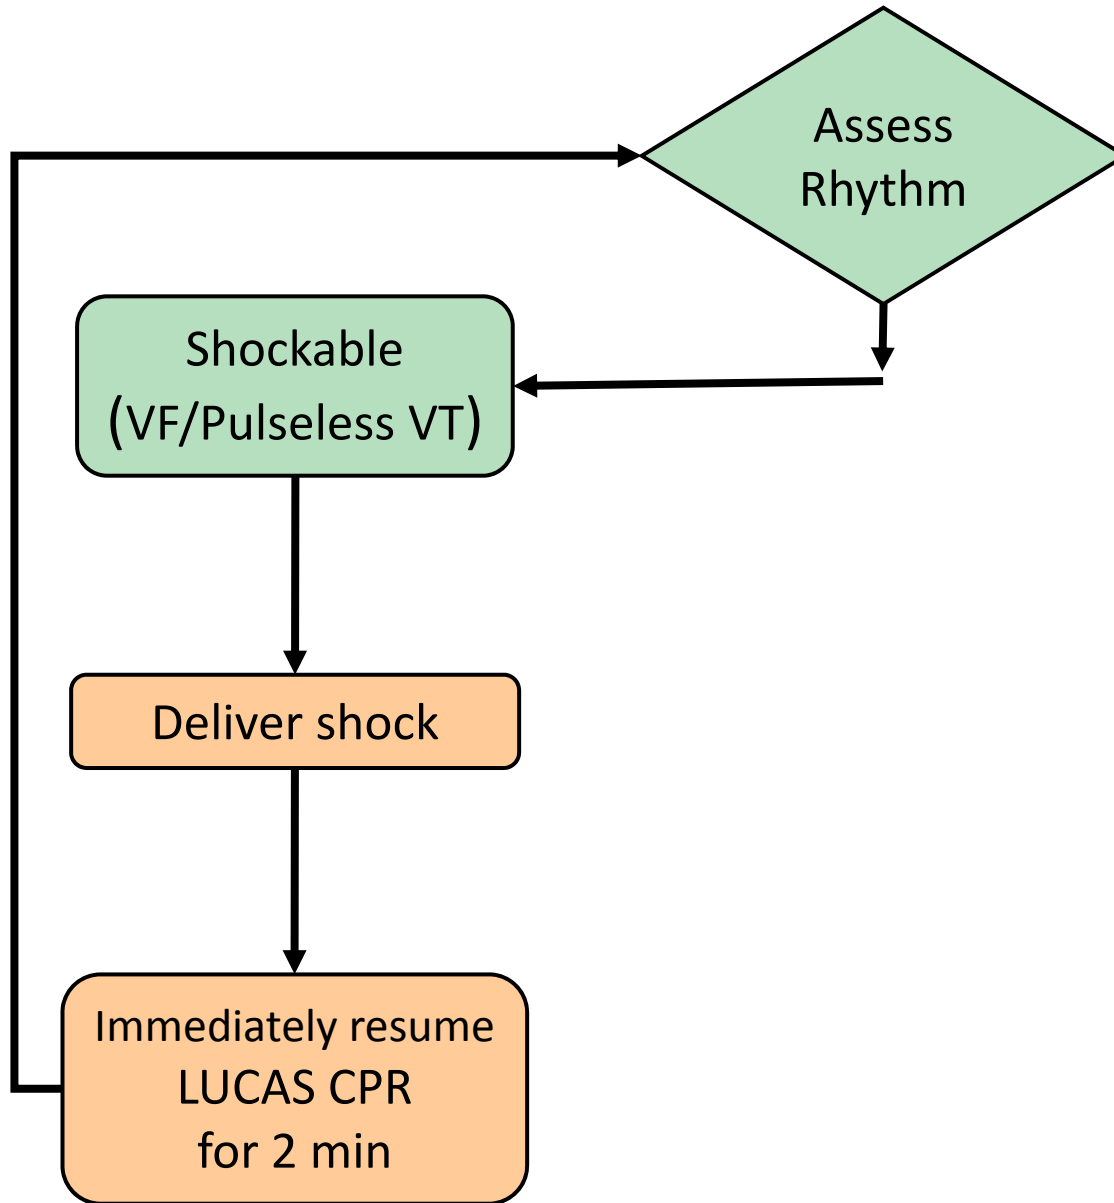 Assess
Rhythm
Shockable
(VF/Pulseless VT)
Deliver shock
Immediately resume
LUCAS CPR
for 2 min